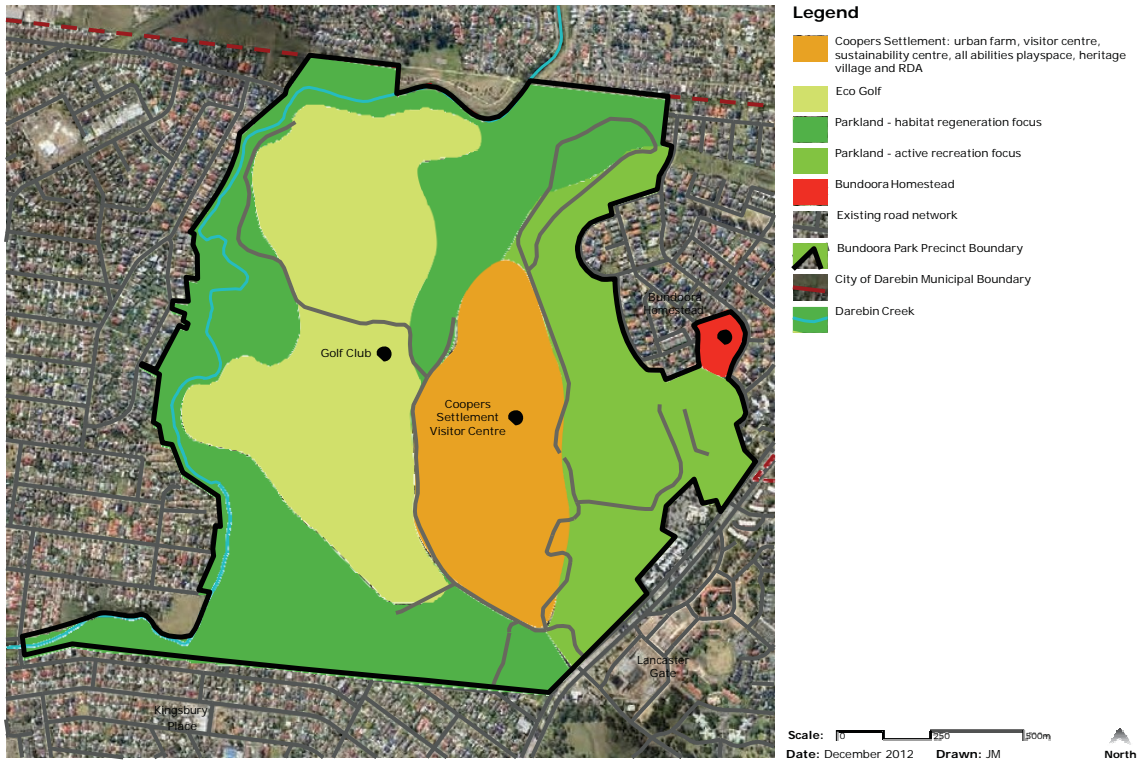 Legend
Coopers Settlement: urban farm, visitor centre,
sustainability centre, all abilities playspace, heritage
village and RDA
Eco Golf
Parkland - habitat regeneration focus
Parkland - active recreation focus
Bundoora Homestead
Existing road network
Bundoora Park Precinct Boundary
City of Darebin Municipal Boundary
Darebin Creek
Bundoora
Homestead
Golf Club
Coopers
Settlement
Visitor Centre
Lancaster
Gate
Kingsbury
Place
Scale: 0 250 500m
Date: December 2012 Drawn: JM
North